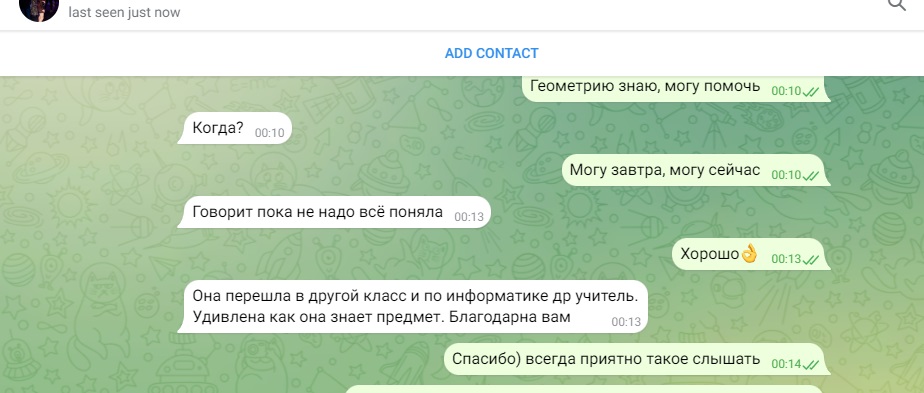 last seen just now
ADD CONTACT
Геометрию знаю, могу помочь 00:10
Когда? 00:10
Могу завтра, могу сейчас 00:10
Говорит пока не надо всё поняла 00:13
Хорошо👌 00:13
Она перешла в другой класс и по информатике др учитель.
Удивлена как она знает предмет. Благодарна вам 00:13
Спасибо) всегда приятно такое слышать 00:14